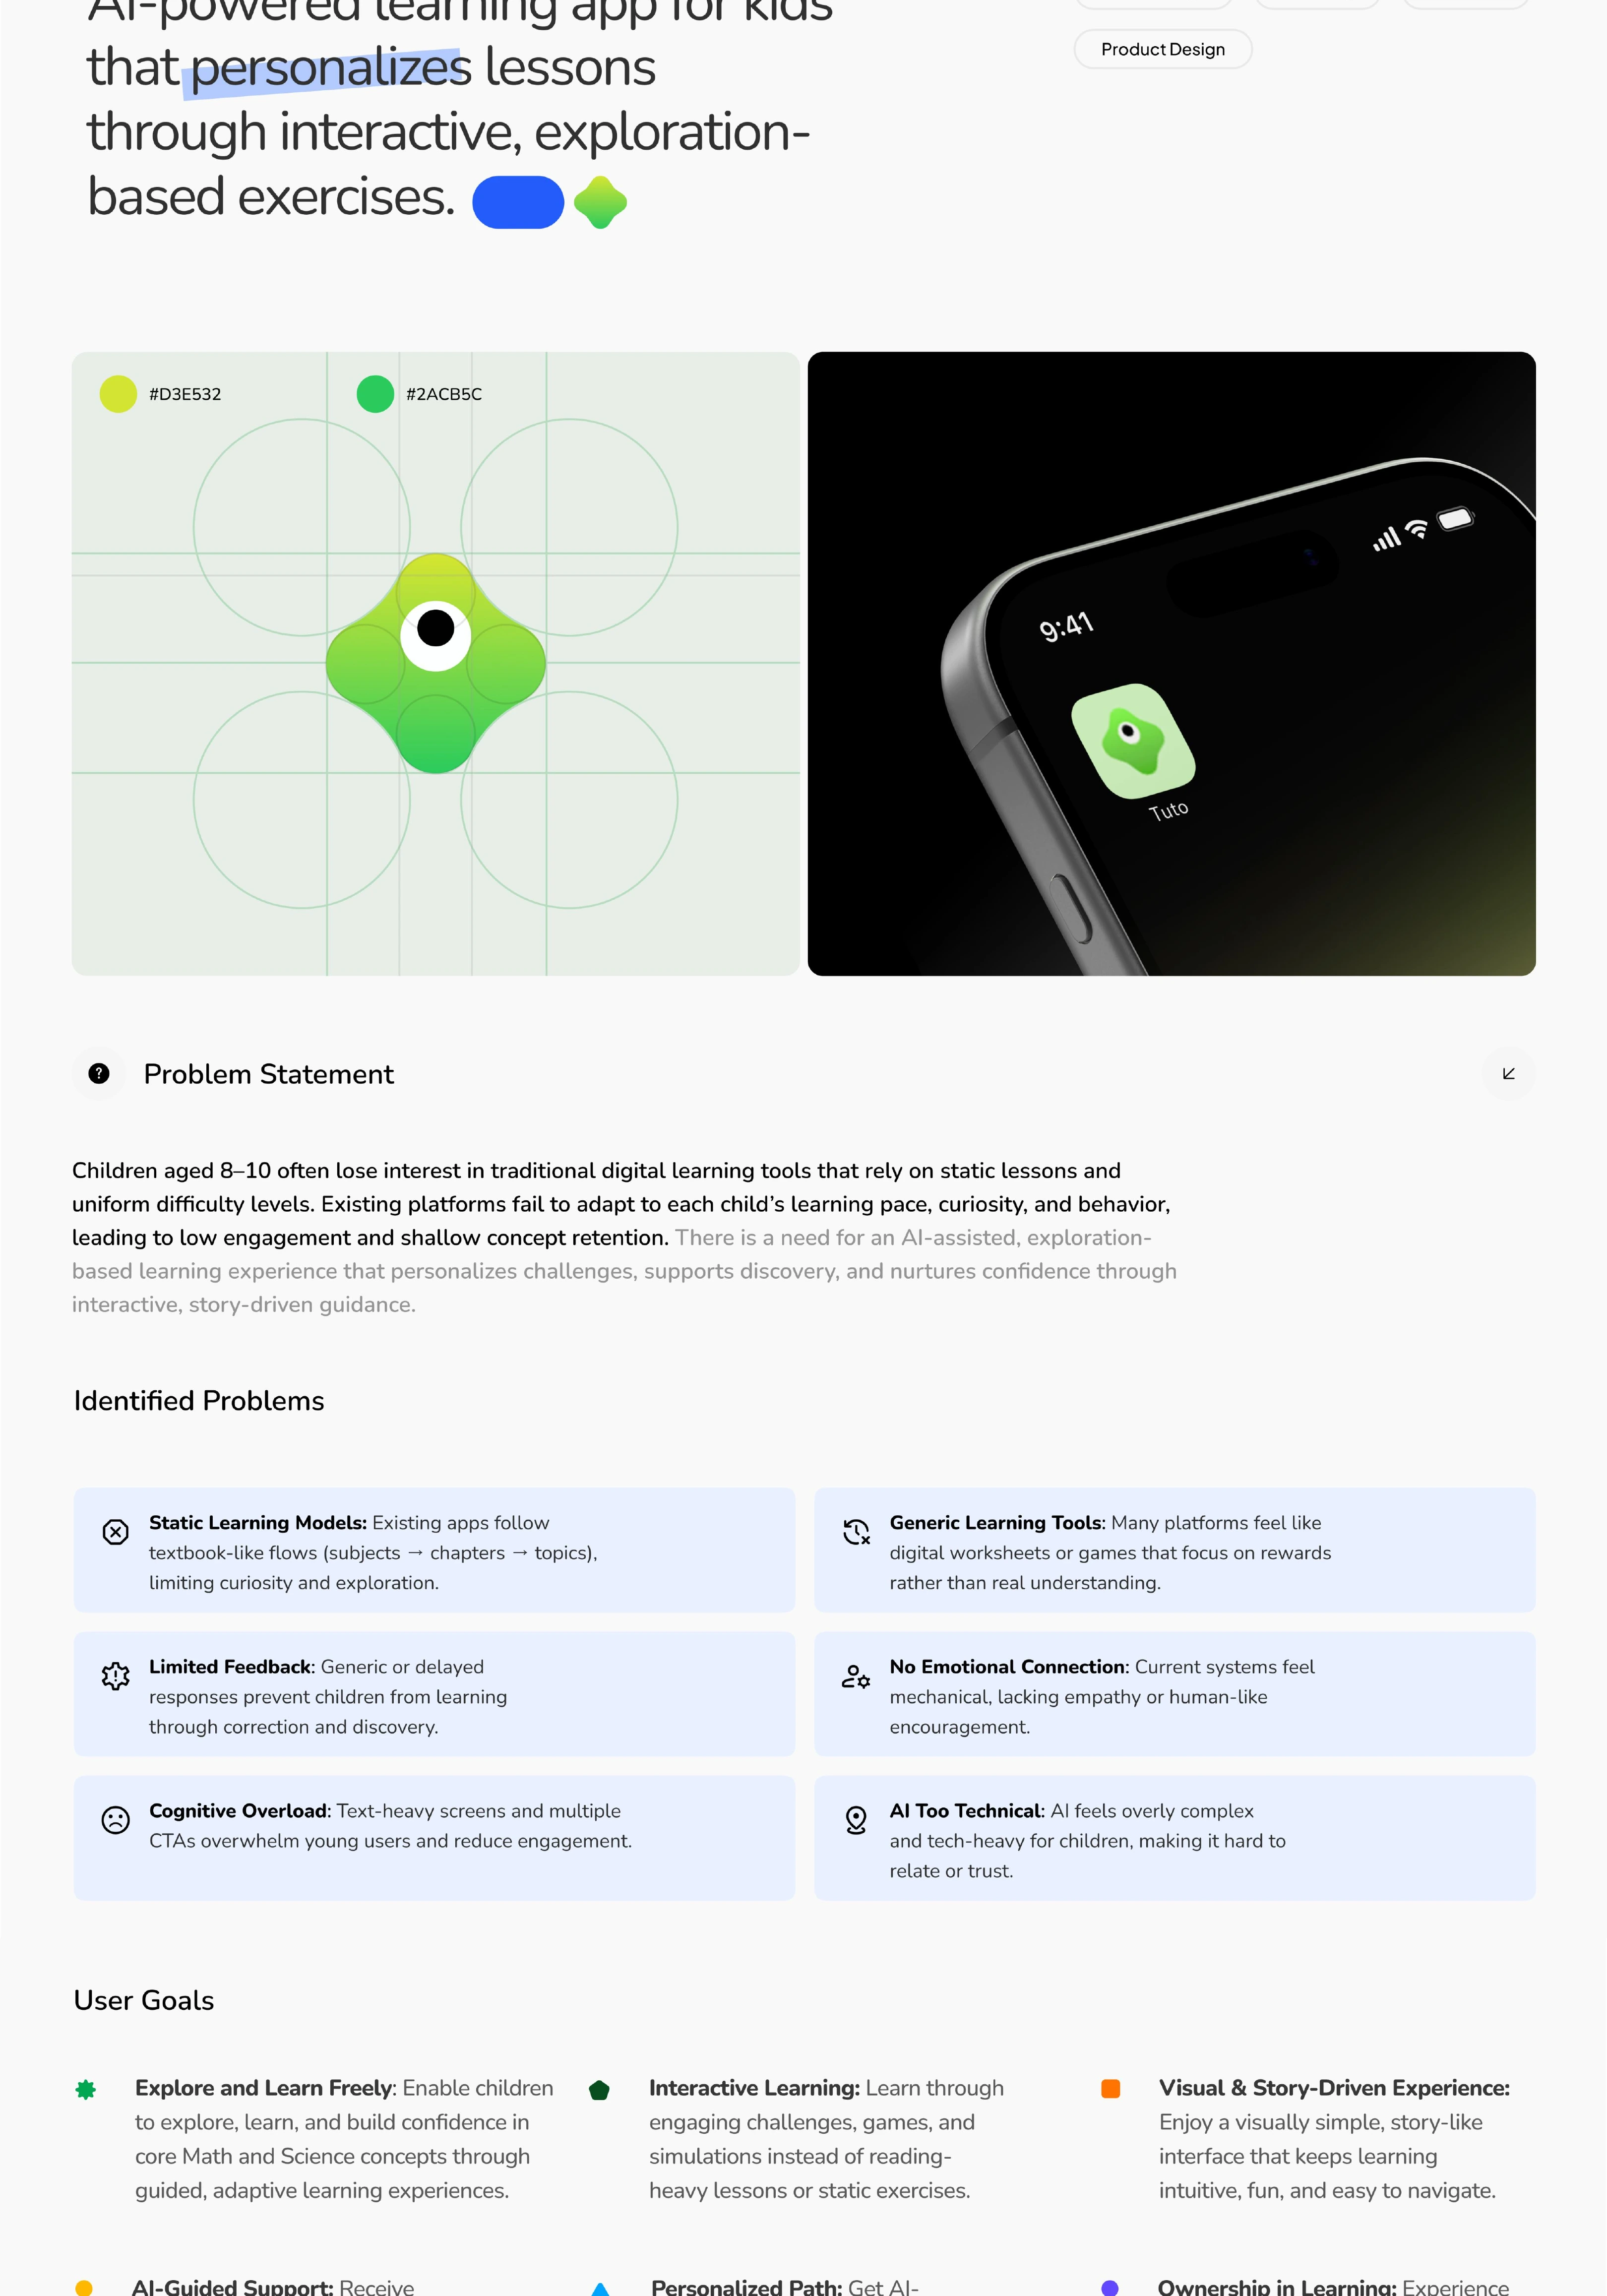 AI-powered learning app for kids
that personalizes lessons
through interactive, exploration-
based exercises.
Product Design
#D3E532
#2ACB5C
9:41
Tuto
Problem Statement
Children aged 8–10 often lose interest in traditional digital learning tools that rely on static lessons and
uniform difficulty levels. Existing platforms fail to adapt to each child’s learning pace, curiosity, and behavior,
leading to low engagement and shallow concept retention. There is a need for an AI-assisted, exploration-
based learning experience that personalizes challenges, supports discovery, and nurtures confidence through
interactive, story-driven guidance.
Identified Problems
Static Learning Models: Existing apps follow
textbook-like flows (subjects → chapters → topics),
limiting curiosity and exploration.
Generic Learning Tools: Many platforms feel like
digital worksheets or games that focus on rewards
rather than real understanding.
Limited Feedback: Generic or delayed
responses prevent children from learning
through correction and discovery.
No Emotional Connection: Current systems feel
mechanical, lacking empathy or human-like
encouragement.
Cognitive Overload: Text-heavy screens and multiple
CTAs overwhelm young users and reduce engagement.
AI Too Technical: AI feels overly complex
and tech-heavy for children, making it hard to
relate or trust.
User Goals
Explore and Learn Freely: Enable children
to explore, learn, and build confidence in
core Math and Science concepts through
guided, adaptive learning experiences.
Interactive Learning: Learn through
engaging challenges, games, and
simulations instead of reading-
heavy lessons or static exercises.
Visual & Story-Driven Experience:
Enjoy a visually simple, story-like
interface that keeps learning
intuitive, fun, and easy to navigate.
AI-Guided Support: Receive
Personalized Path: Get AI-
Ownership in Learning: Experience